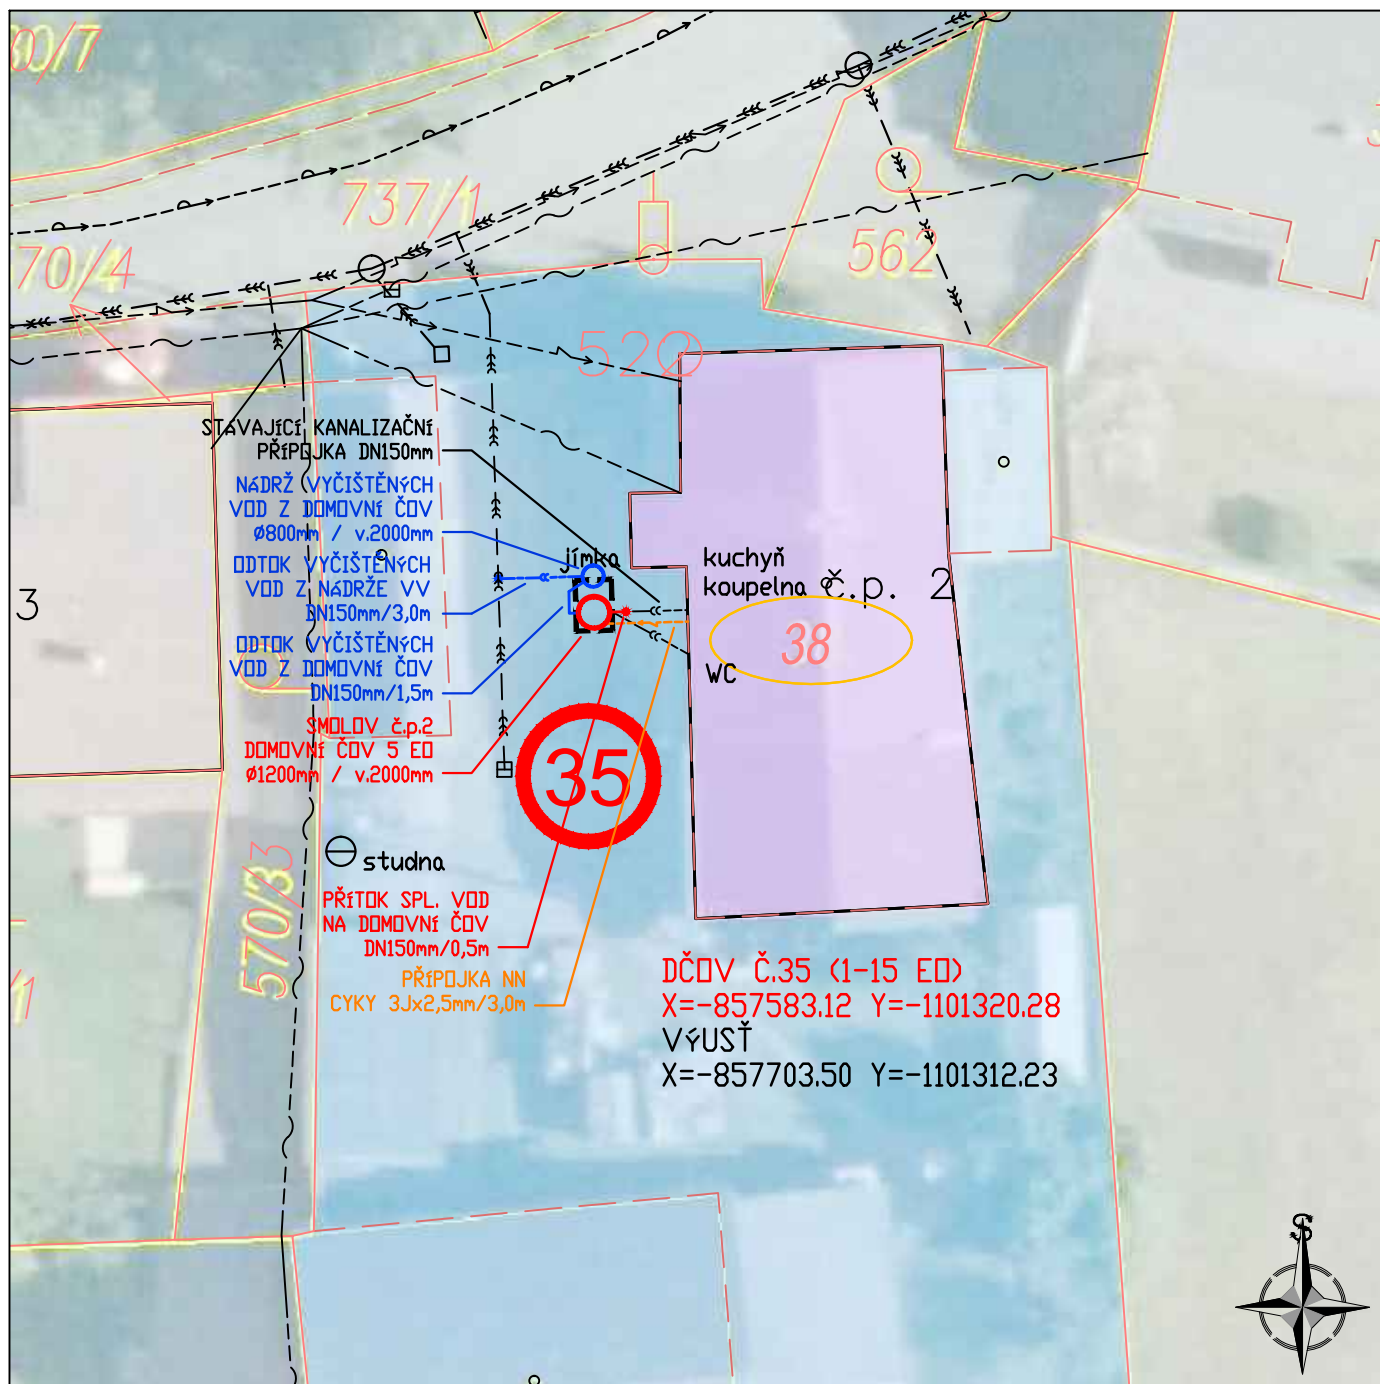 737/1
70/4
562
522
STÁVAJÍCÍ KANALIZAČNÍ
PŘÍPOJKA DN150mm
NáDRŽ VYČIŠTĚNÝCH
VOD Z DOMOVNÍ ČOV
Ø800mm / v.2000mm
ODTOK VYČIŠTĚNÝCH
VOD Z NáDRŽE VV
DN150mm/3,0m
ODTOK VYČIŠTĚNÝCH
VOD Z DOMOVNÍ ČOV
DN150mm/1,5m
SMOLOV č.p.2
DOMOVNÍ ČOV 5 EO
Ø1200mm / v.2000mm
jímka
kuchyň
koupelna
č.p. 2
3
38
WC
35
studna
570/3
PŘÍTOK SPL. VOD
NA DOMOVNÍ ČOV
DN150mm/0,5m
PŘÍPOJKA NN
CYKY 3Jx2,5mm/3,0m
DČOV Č.35 (1-15 EO)
X=-857583.12 Y=-1101320.28
VÝUSŤ
X=-857703.50 Y=-1101312.23
/1
S